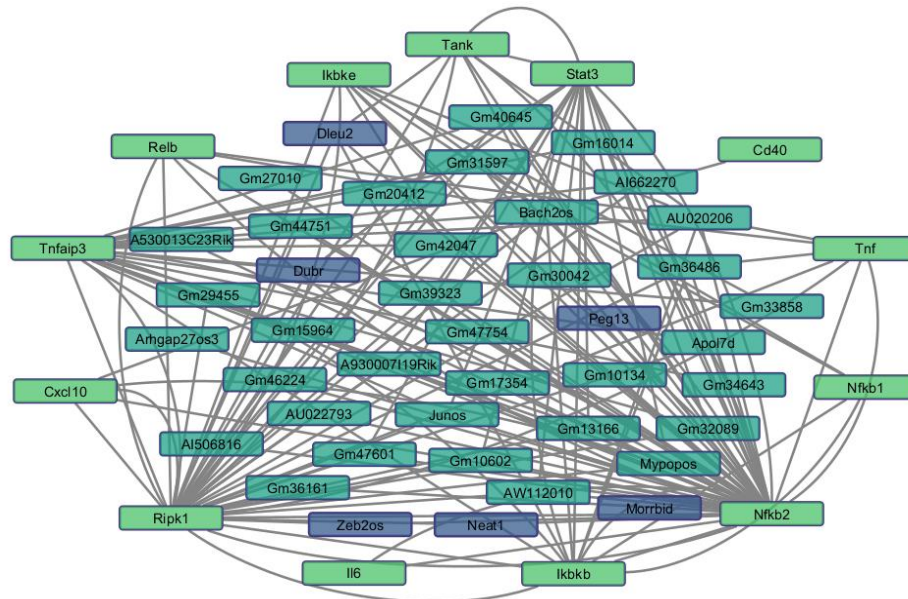 Tank
Stat3
Ikbke
Gm40645
Dleu2
Gm16014
Relb
Cd40
Gm31597
Gm27010
AI662270
Gm20412
Bach2os
AU020206
Gm44751
A530013C23Rik
Tnfaip3
Gm42047
Tnf
Gm36486
Dubr
Gm30042
Gm29455
Gm39323
Gm33858
Peg13
Gm15964
Gm47754
Arhgap27os3
Apol7d
A930007I19Rik
Gm10134
Gm46224
Gm17354
Gm34643
Cxcl10
Nfkb1
AU022793
Junos
Gm13166
Gm32089
AI506816
Gm47601
Gm10602
Mypopos
Gm36161
AW112010
Morrbid
Ripk1
Nfkb2
Zeb2os
Neat1
Il6
Ikbkb